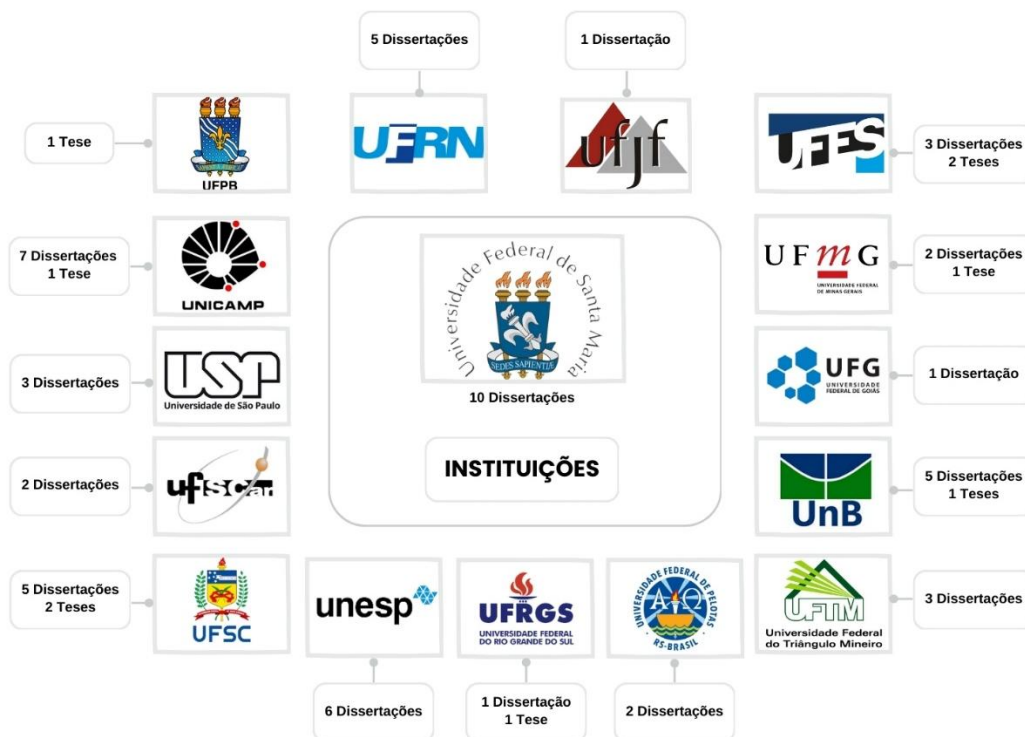 5 Dissertações
1 Dissertação
1 Tese
UFPB
UFRN
ufjf
UFES
3 Dissertações
2 Teses
7 Dissertações
1 Tese
UNICAMP
Universidade Federal de Santa Maria
SEDES SAPIENTIÆ
10 Dissertações
UFmG
UNIVERSIDADE FEDERAL
DE MINAS GERAIS
2 Dissertações
1 Tese
3 Dissertações
USP
Universidade de São Paulo
UFG
UNIVERSIDADE
FEDERAL DE GOIÁS
1 Dissertação
INSTITUIÇÕES
2 Dissertações
ufscar
UnB
5 Dissertações
1 Teses
5 Dissertações
2 Teses
UFSC
unesp
UFRGS
UNIVERSIDADE FEDERAL
DO RIO GRANDE DO SUL
UNIVERSIDADE FEDERAL DE PELOTAS
AΩ
RS-BRASIL
UFTM
Universidade Federal
do Triângulo Mineiro
3 Dissertações
6 Dissertações
1 Dissertação
1 Tese
2 Dissertações